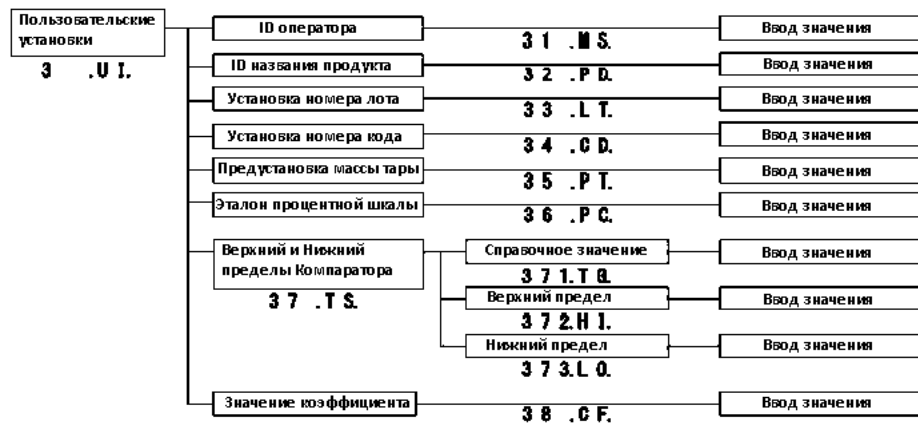 Пользовательские
установки
3 .U I.
ID оператора
3 1 .M S.
Ввод значения
ID названия продукта
3 2 .P D.
Ввод значения
Установка номера лота
3 3 .L T.
Ввод значения
Установка номера кода
3 4 .C D.
Ввод значения
Предустановка массы тары
3 5 .P T.
Ввод значения
Эталон процентной шкалы
3 6 .P C.
Ввод значения
Верхний и Нижний
пределы Компаратора
3 7 .T S.
Справочное значение
3 7 1.T G.
Ввод значения
Верхний предел
3 7 2.H I.
Ввод значения
Нижний предел
3 7 3.L O.
Ввод значения
Значение коэффициента
3 8 .C F.
Ввод значения